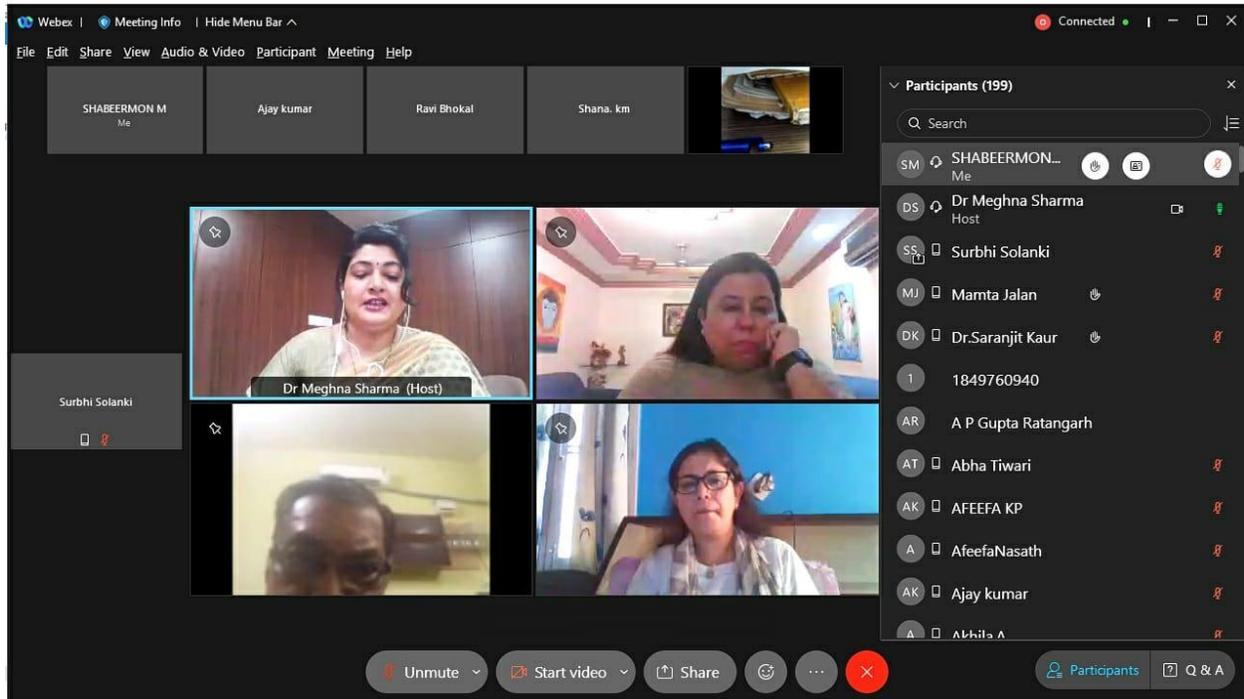 Webex | Meeting Info | Hide Menu Bar
Connected
File Edit Share View Audio & Video Participant Meeting Help
SHABEERMON M
Me
Ajay kumar
Ravi Bhokal
Shana. km
Dr Meghna Sharma (Host)
Surbhi Solanki
Participants (199)
Search
SM SHABEERMON...
Me
DS Dr Meghna Sharma
Host
SS Surbhi Solanki
MJ Mamta Jalan
DK Dr.Saranjit Kaur
1 1849760940
AR A P Gupta Ratangarh
AT Abha Tiwari
AK AFEEFA KP
A AfeefaNasath
AK Ajay kumar
A Akhila A
Unmute Start video Share
Participants Q & A